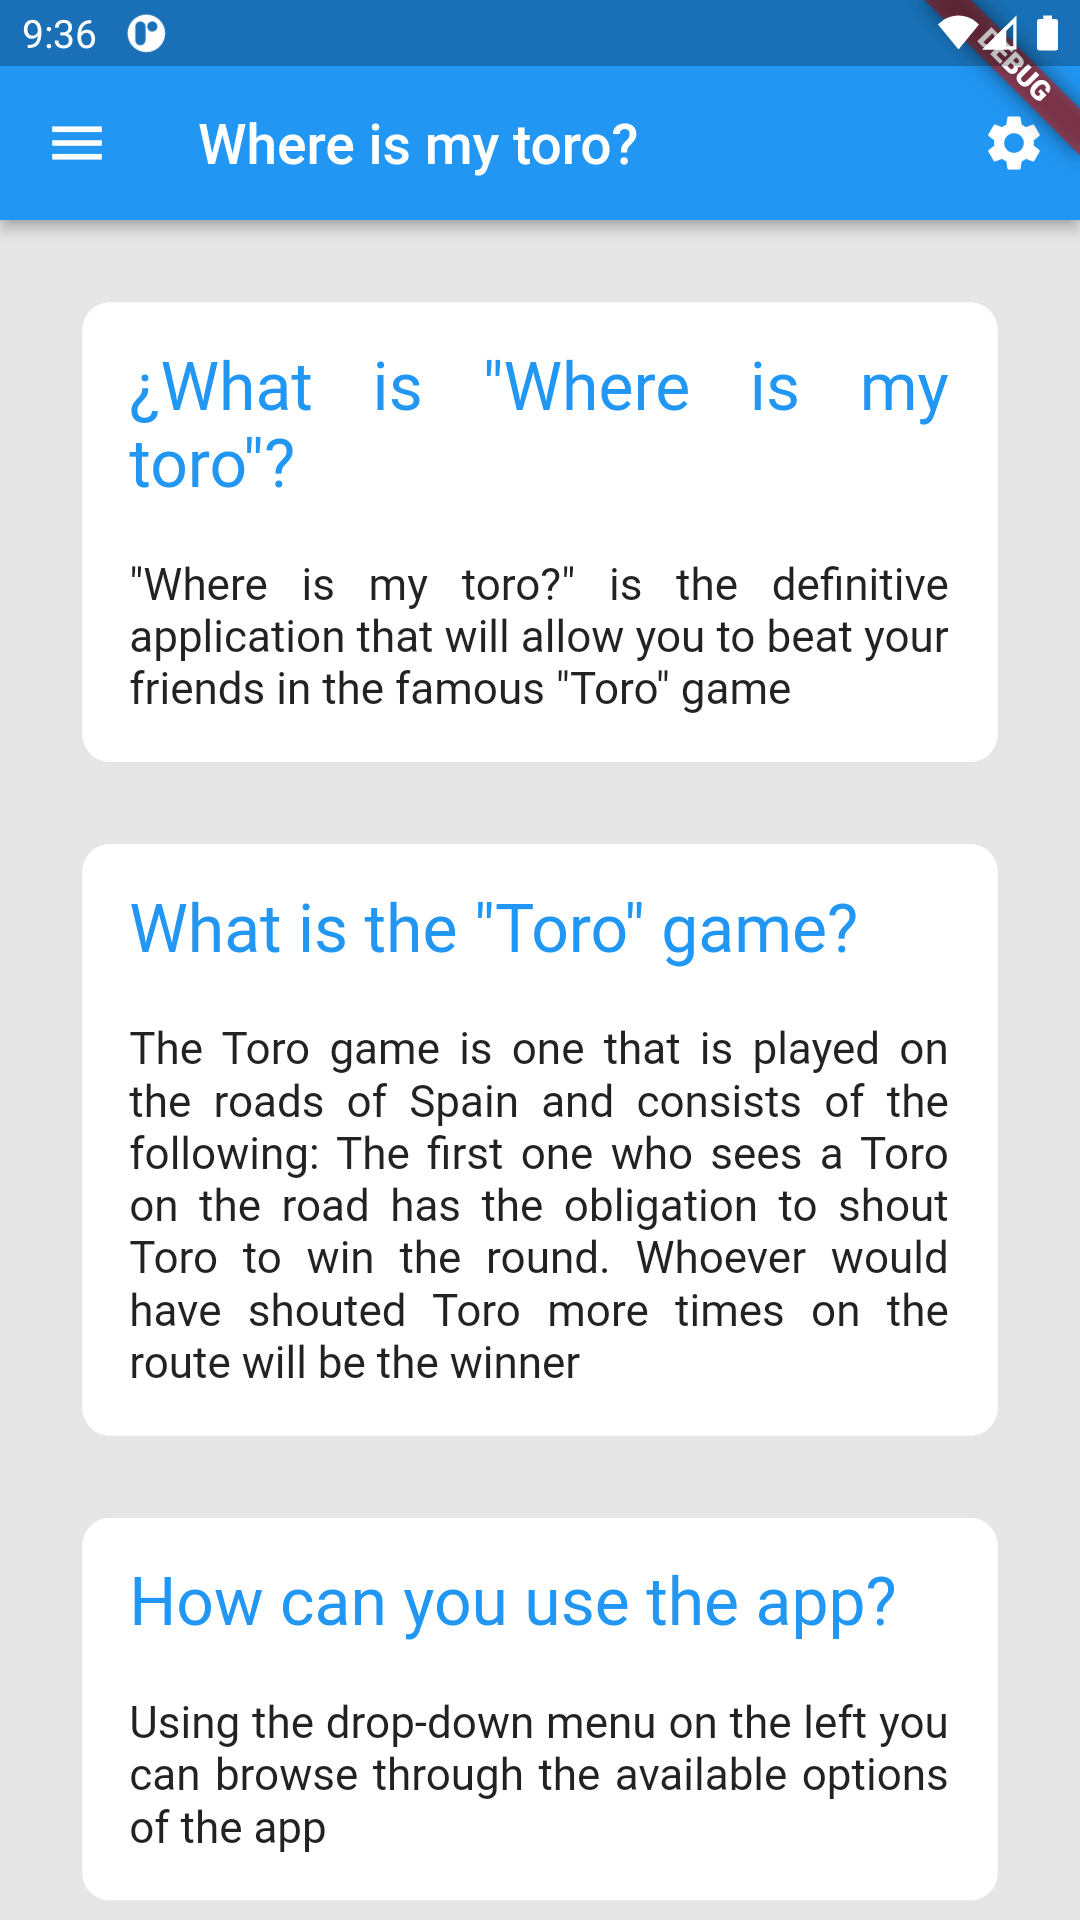 9:36
DEBUG
Where is my toro?
¿What is "Where is my
toro"?
"Where is my toro?" is the definitive
application that will allow you to beat your
friends in the famous "Toro" game
What is the "Toro" game?
The Toro game is one that is played on
the roads of Spain and consists of the
following: The first one who sees a Toro
on the road has the obligation to shout
Toro to win the round. Whoever would
have shouted Toro more times on the
route will be the winner
How can you use the app?
Using the drop-down menu on the left you
can browse through the available options
of the app